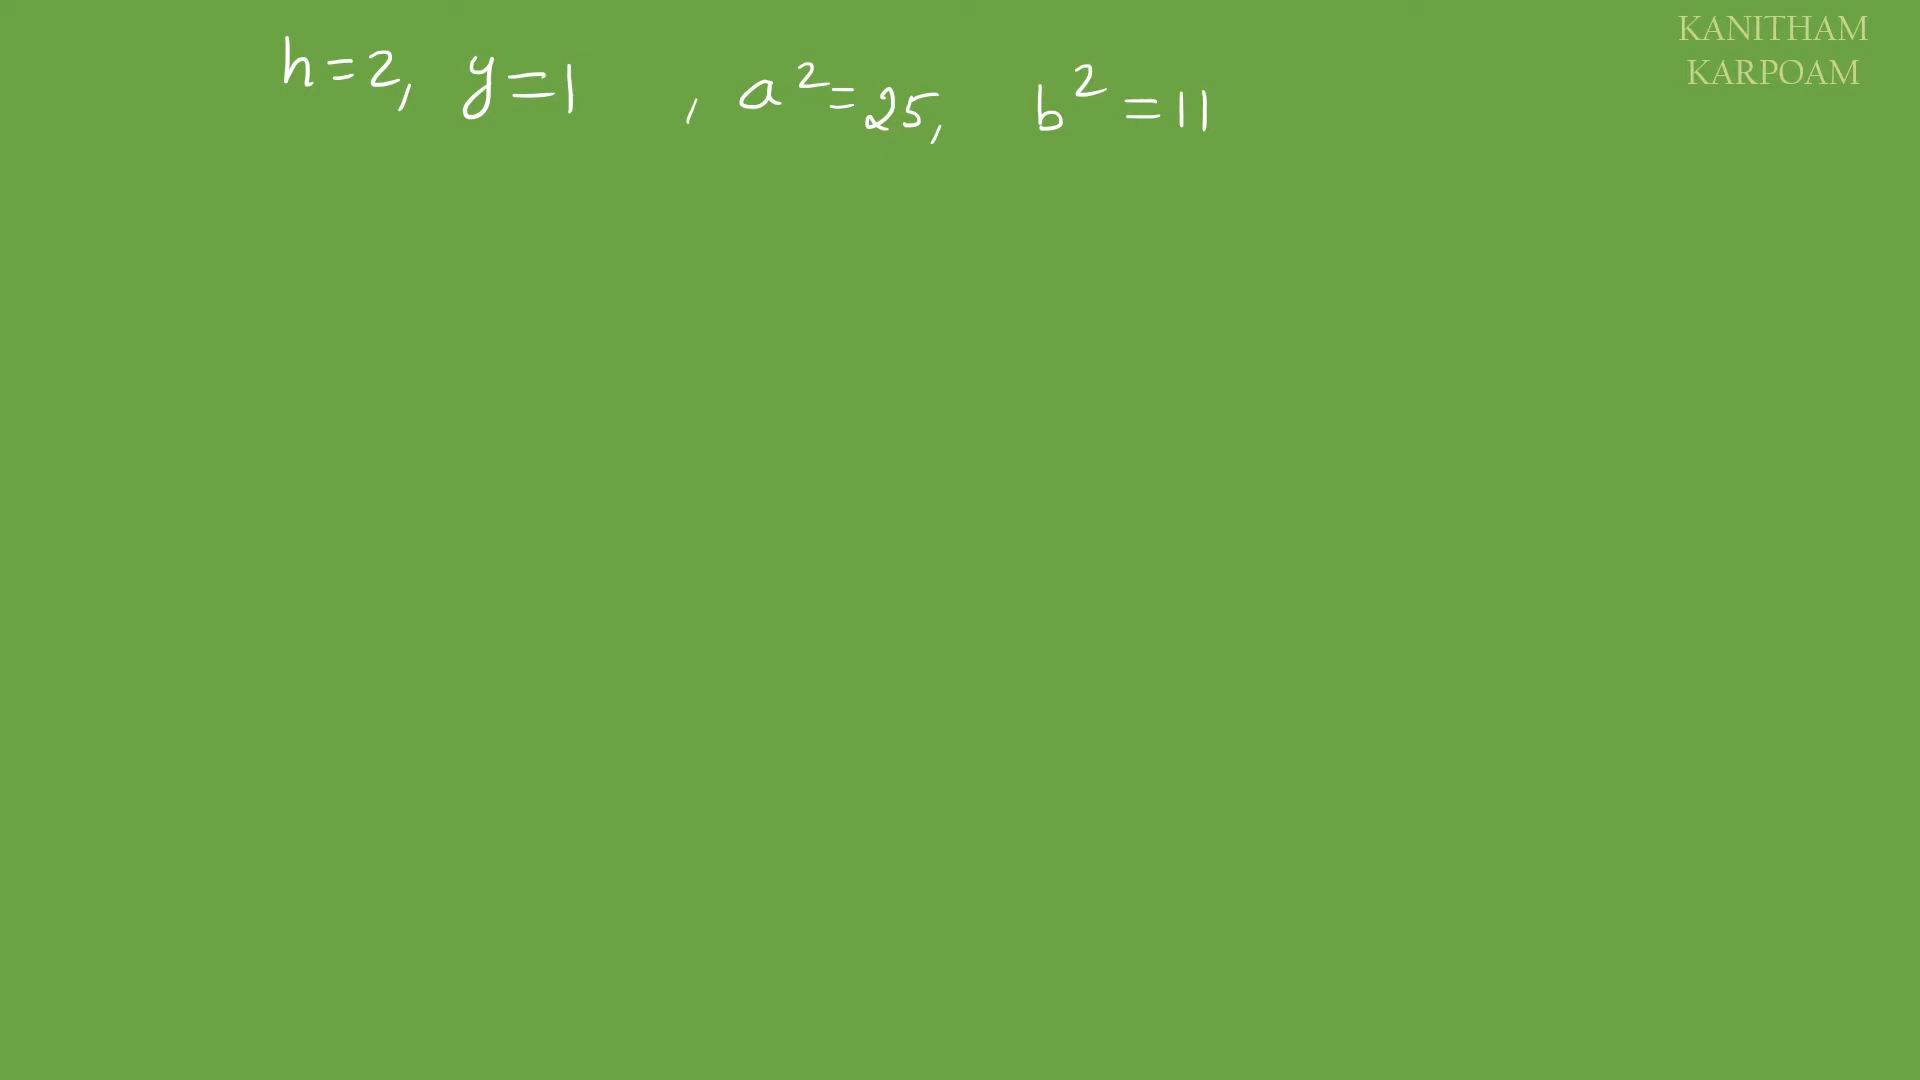 h=2, y=1 , a²=25, b²=11
KANITHAM
KARPOAM